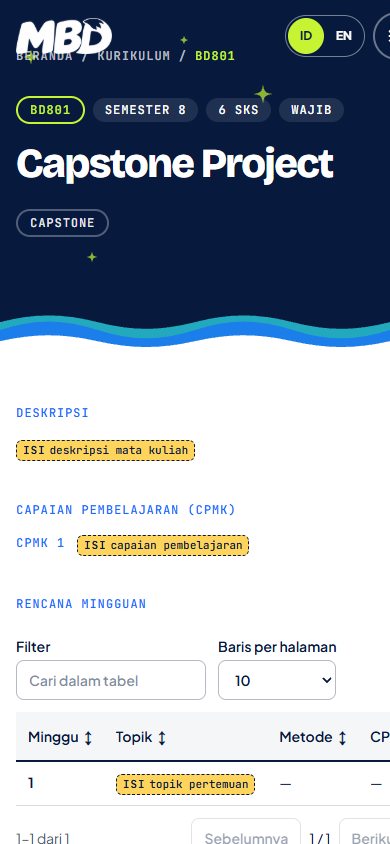 MBD
ID EN
BERANDA / KURIKULUM / BD801
BD801 SEMESTER 8 6 SKS WAJIB
Capstone Project
CAPSTONE
DESKRIPSI
ISI deskripsi mata kuliah
CAPAIAN PEMBELAJARAN (CPMK)
CPMK 1 ISI capaian pembelajaran
RENCANA MINGGUAN
Filter Baris per halaman
Cari dalam tabel 10
Minggu ↕ Topik ↕ Metode ↕ CP
1 ISI topik pertemuan — —
1–1 dari 1 Sebelumnya 1/1 Beriku